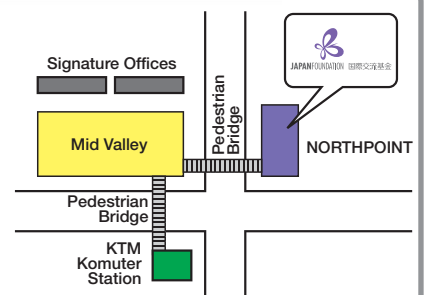 Signature Offices
JAPANFOUNDATION 国際交流基金
Mid Valley
Pedestrian
Bridge
NORTHPOINT
Pedestrian
Bridge
KTM
Komuter
Station